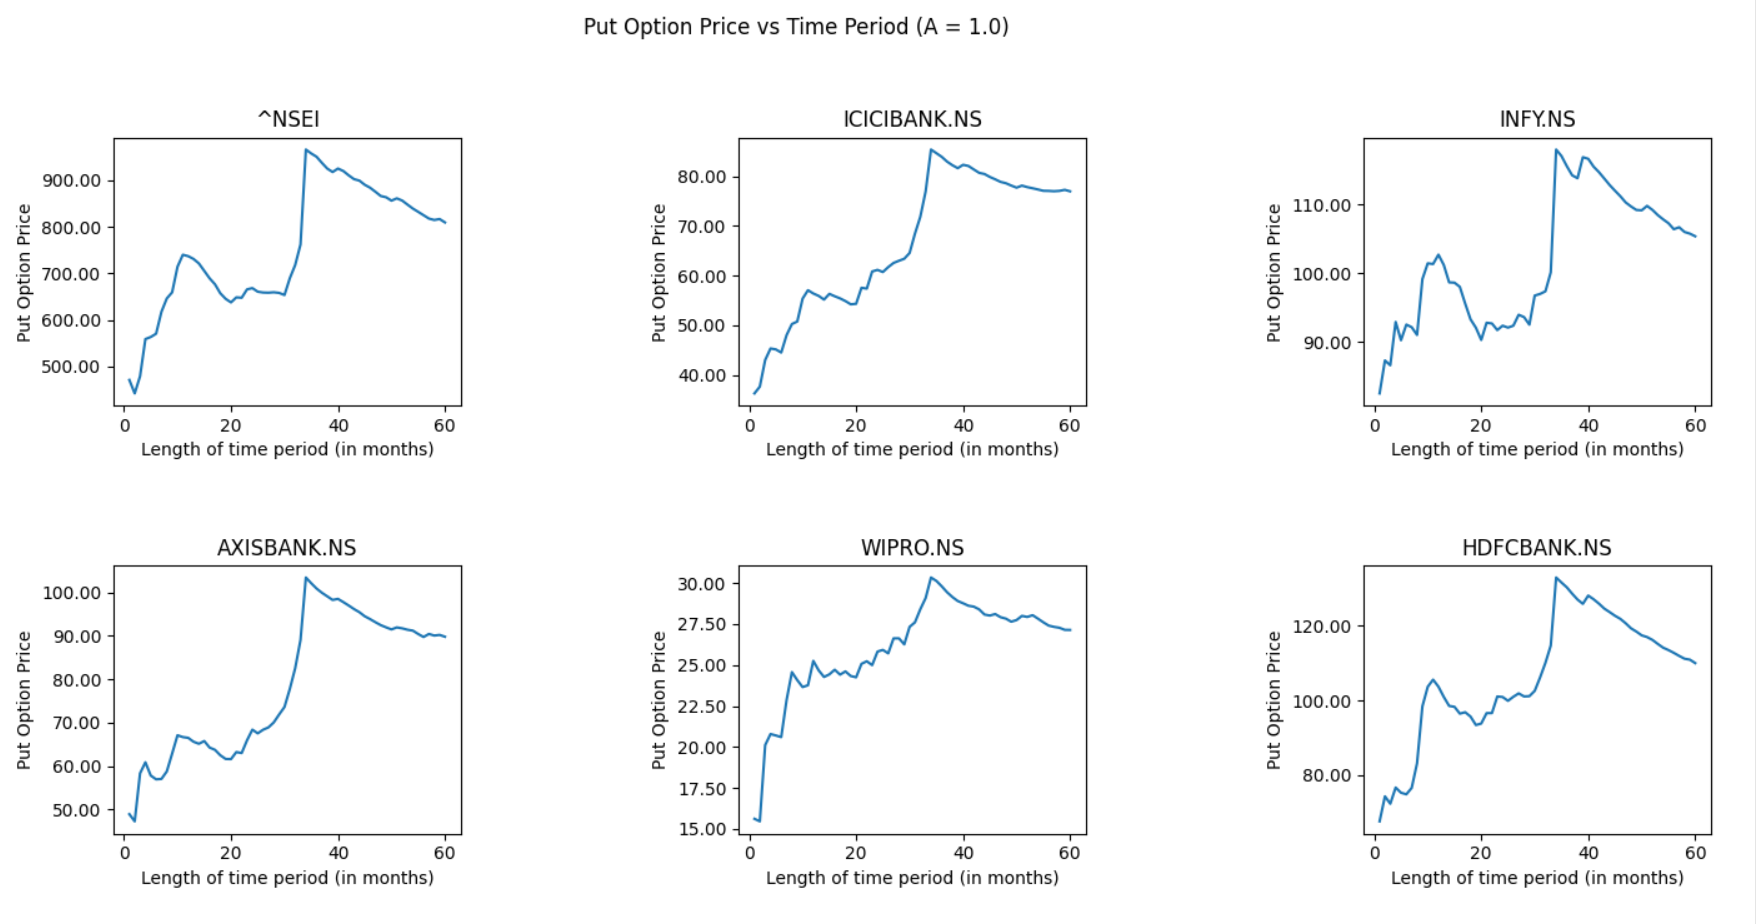 Put Option Price vs Time Period (A = 1.0)
^NSEI
Put Option Price
900.00
800.00
700.00
600.00
500.00
0 20 40 60
Length of time period (in months)
ICICIBANK.NS
Put Option Price
80.00
70.00
60.00
50.00
40.00
0 20 40 60
Length of time period (in months)
INFY.NS
Put Option Price
110.00
100.00
90.00
0 20 40 60
Length of time period (in months)
AXISBANK.NS
Put Option Price
100.00
90.00
80.00
70.00
60.00
50.00
0 20 40 60
Length of time period (in months)
WIPRO.NS
Put Option Price
30.00
27.50
25.00
22.50
20.00
17.50
15.00
0 20 40 60
Length of time period (in months)
HDFCBANK.NS
Put Option Price
120.00
100.00
80.00
0 20 40 60
Length of time period (in months)